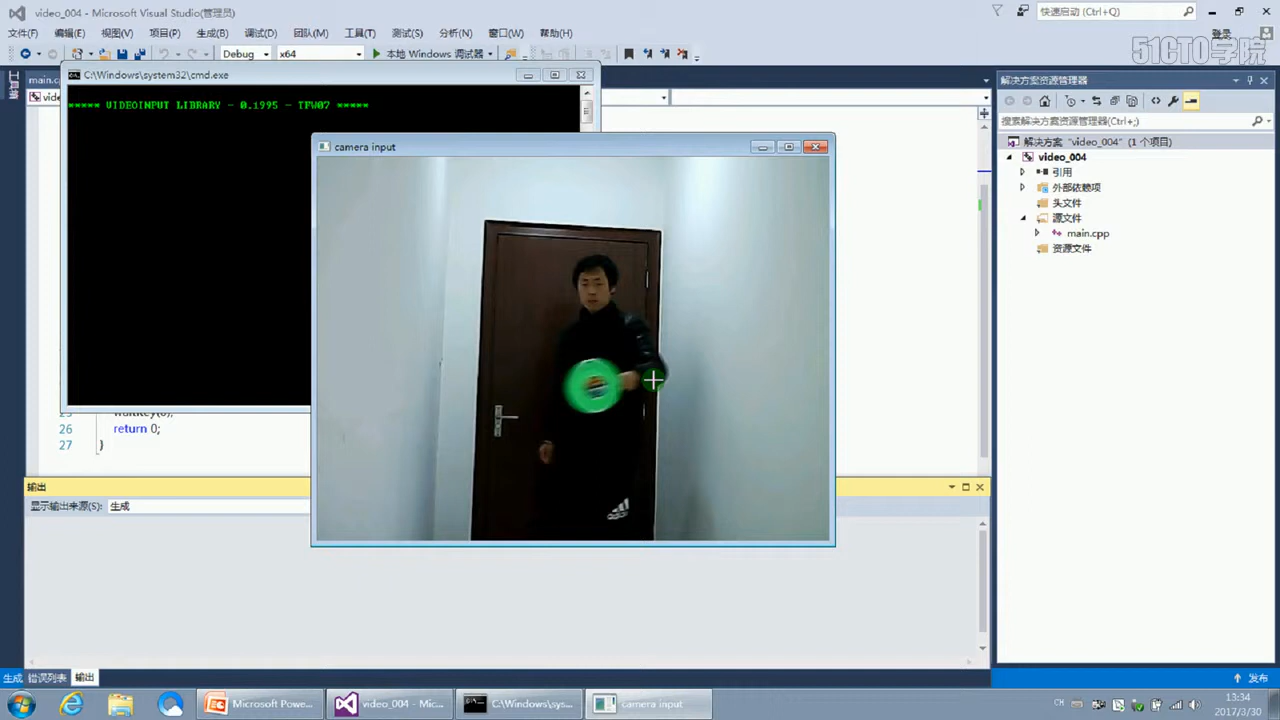 video_004 - Microsoft Visual Studio(管理员)
快速启动 (Ctrl+Q)
文件(F) 编辑(E) 视图(V) 项目(P) 生成(B) 调试(D) 团队(M) 工具(T) 测试(S) 分析(N) 窗口(W) 帮助(H)
登录
51CTO学院
Debug x64 本地 Windows 调试器
main.c
C:\Windows\system32\cmd.exe
解决方案资源管理器
***** VIDEOINPUT LIBRARY - 0.1995 - TFW07 *****
搜索解决方案资源管理器(Ctrl+;)
camera input
解决方案 "video_004" (1 个项目)
video_004
引用
外部依赖项
头文件
源文件
main.cpp
资源文件
26 return 0;
27 }
输出
显示输出来源(S): 生成
生成 错误列表 输出
发布
Microsoft Powe...
video_004 - Mic...
C:\Windows\sys...
camera input
CH
13:34
2017/3/30